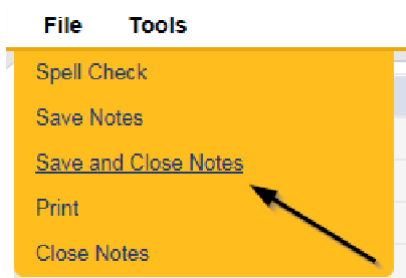 File Tools
Spell Check
Save Notes
Save and Close Notes
Print
Close Notes